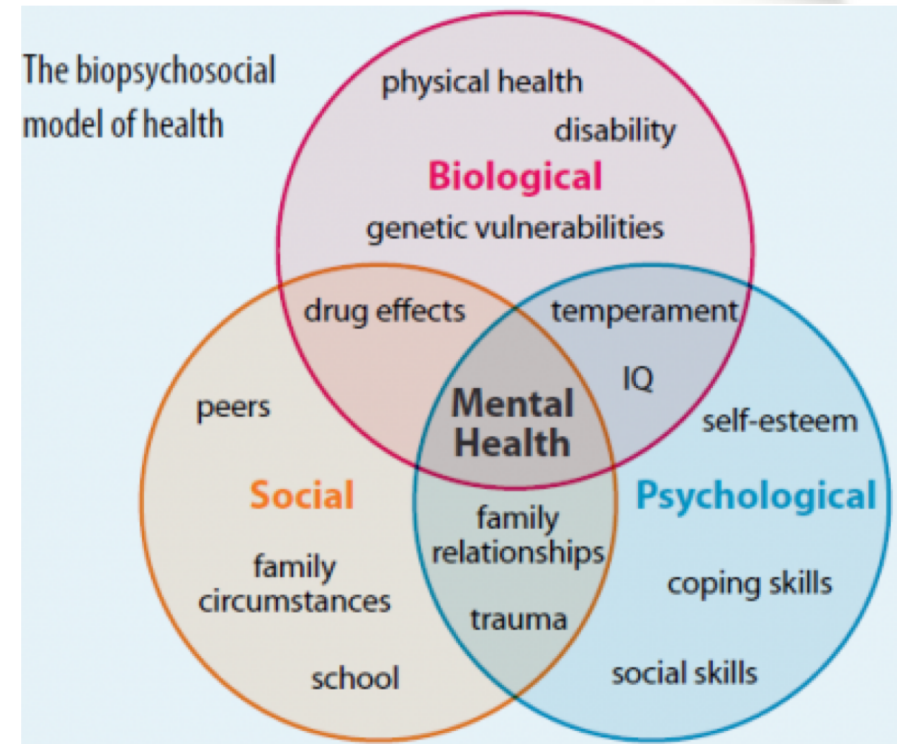 The biopsychosocial
model of health
physical health
disability
Biological
genetic vulnerabilities
drug effects
temperament
IQ
peers
Mental
Health
self-esteem
Social
Psychological
family
relationships
family
circumstances
coping skills
trauma
school
social skills